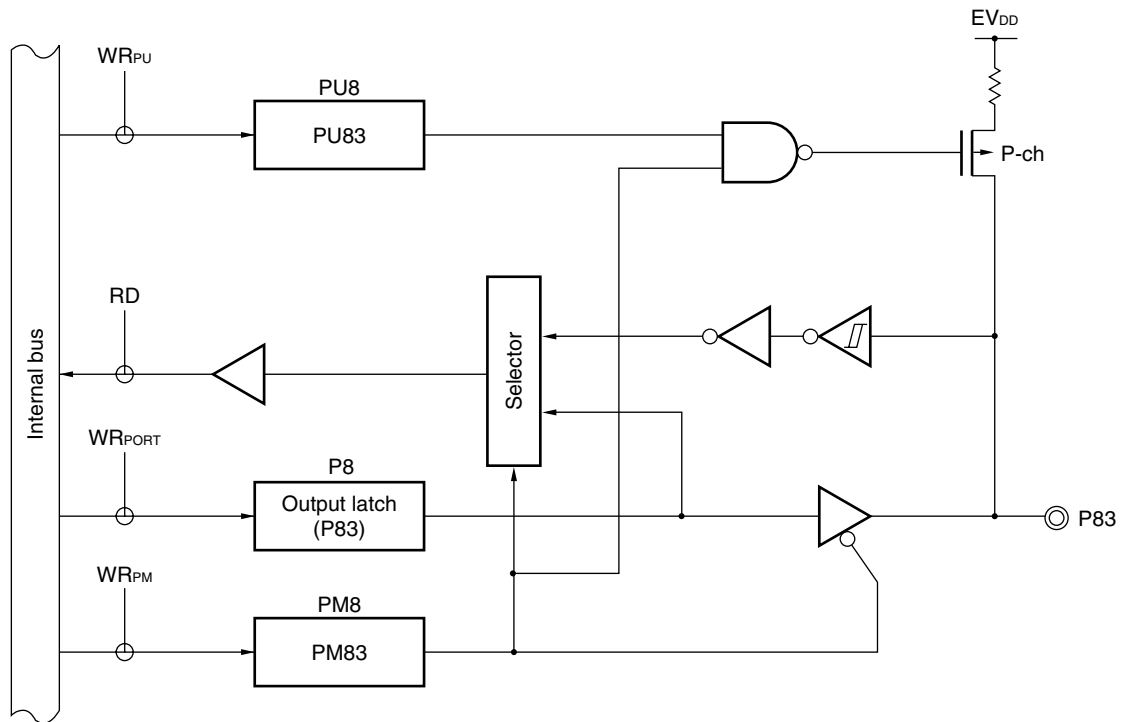 EVDD
WRPU
PU8
PU83
P-ch
RD
Selector
Internal bus
WRPORT
P8
Output latch
(P83)
P83
WRPM
PM8
PM83